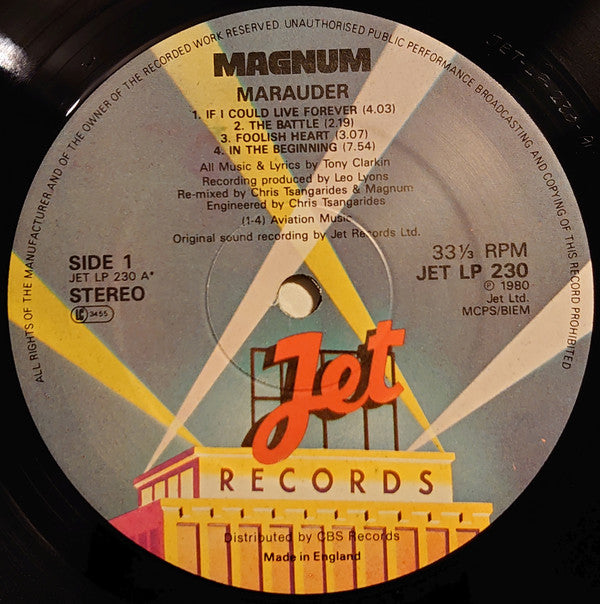 ALL RIGHTS OF THE MANUFACTURER AND OF THE OWNER OF THE RECORDED WORK RESERVED. UNAUTHORISED PUBLIC PERFORMANCE BROADCASTING AND COPYING OF THIS RECORD PROHIBITED
MAGNUM
MARAUDER
1. IF I COULD LIVE FOREVER (4.03)
2. THE BATTLE (2.19)
3. FOOLISH HEART (3.07)
4. IN THE BEGINNING (7.54)
All Music & Lyrics by Tony Clarkin
Recording produced by Leo Lyons
Re-mixed by Chris Tsangarides & Magnum
Engineered by Chris Tsangarides
(1-4) Aviation Music
Original sound recording by Jet Records Ltd.
SIDE 1
JET LP 230 A*
STEREO
LC 3455
33⅓ RPM
JET LP 230
℗ 1980
Jet Ltd.
MCPS/BIEM
Jet
RECORDS
Distributed by CBS Records
Made in England